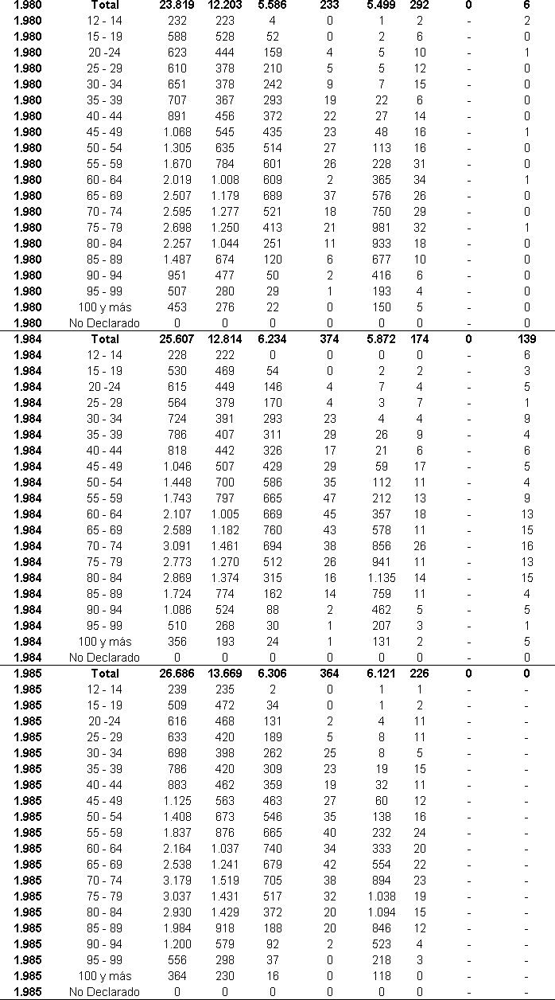 1.980 Total 23.819 12.203 5.586 233 5.499 292 0 6
1.980 12 - 14 232 223 4 0 1 2 - 2
1.980 15 - 19 588 528 52 0 2 6 - 0
1.980 20 -24 623 444 159 4 5 10 - 1
1.980 25 - 29 610 378 210 5 5 12 - 0
1.980 30 - 34 651 378 242 9 7 15 - 0
1.980 35 - 39 707 367 293 19 22 6 - 0
1.980 40 - 44 891 456 372 22 27 14 - 0
1.980 45 - 49 1.068 545 435 23 48 16 - 1
1.980 50 - 54 1.305 635 514 27 113 16 - 0
1.980 55 - 59 1.670 784 601 26 228 31 - 0
1.980 60 - 64 2.019 1.008 609 2 365 34 - 1
1.980 65 - 69 2.507 1.179 689 37 576 26 - 0
1.980 70 - 74 2.595 1.277 521 18 750 29 - 0
1.980 75 - 79 2.698 1.250 413 21 981 32 - 1
1.980 80 - 84 2.257 1.044 251 11 933 18 - 0
1.980 85 - 89 1.487 674 120 6 677 10 - 0
1.980 90 - 94 951 477 50 2 416 6 - 0
1.980 95 - 99 507 280 29 1 193 4 - 0
1.980 100 y más 453 276 22 0 150 5 - 0
1.980 No Declarado 0 0 0 0 0 0 - 0
1.984 Total 25.607 12.814 6.234 374 5.872 174 0 139
1.984 12 - 14 228 222 0 0 0 0 - 6
1.984 15 - 19 530 469 54 0 2 2 - 3
1.984 20 -24 615 449 146 4 7 4 - 5
1.984 25 - 29 564 379 170 4 3 7 - 1
1.984 30 - 34 724 391 293 23 4 4 - 9
1.984 35 - 39 786 407 311 29 26 9 - 4
1.984 40 - 44 818 442 326 17 21 6 - 6
1.984 45 - 49 1.046 507 429 29 59 17 - 5
1.984 50 - 54 1.448 700 586 35 112 11 - 4
1.984 55 - 59 1.743 797 665 47 212 13 - 9
1.984 60 - 64 2.107 1.005 669 45 357 18 - 13
1.984 65 - 69 2.589 1.182 760 43 578 11 - 15
1.984 70 - 74 3.091 1.461 694 38 856 26 - 16
1.984 75 - 79 2.773 1.270 512 26 941 11 - 13
1.984 80 - 84 2.869 1.374 315 16 1.135 14 - 15
1.984 85 - 89 1.724 774 162 14 759 11 - 4
1.984 90 - 94 1.086 524 88 2 462 5 - 5
1.984 95 - 99 510 268 30 1 207 3 - 1
1.984 100 y más 356 193 24 1 131 2 - 5
1.984 No Declarado 0 0 0 0 0 0 - 0
1.985 Total 26.686 13.669 6.306 364 6.121 226 0 0
1.985 12 - 14 239 235 2 0 1 1 - -
1.985 15 - 19 509 472 34 0 1 2 - -
1.985 20 -24 616 468 131 2 4 11 - -
1.985 25 - 29 633 420 189 5 8 11 - -
1.985 30 - 34 698 398 262 25 8 5 - -
1.985 35 - 39 786 420 309 23 19 15 - -
1.985 40 - 44 883 462 359 19 32 11 - -
1.985 45 - 49 1.125 563 463 27 60 12 - -
1.985 50 - 54 1.408 673 546 35 138 16 - -
1.985 55 - 59 1.837 876 665 40 232 24 - -
1.985 60 - 64 2.164 1.037 740 34 333 20 - -
1.985 65 - 69 2.538 1.241 679 42 554 22 - -
1.985 70 - 74 3.179 1.519 705 38 894 23 - -
1.985 75 - 79 3.037 1.431 517 32 1.038 19 - -
1.985 80 - 84 2.930 1.429 372 20 1.094 15 - -
1.985 85 - 89 1.984 918 188 20 846 12 - -
1.985 90 - 94 1.200 579 92 2 523 4 - -
1.985 95 - 99 556 298 37 0 218 3 - -
1.985 100 y más 364 230 16 0 118 0 - -
1.985 No Declarado 0 0 0 0 0 0 - -